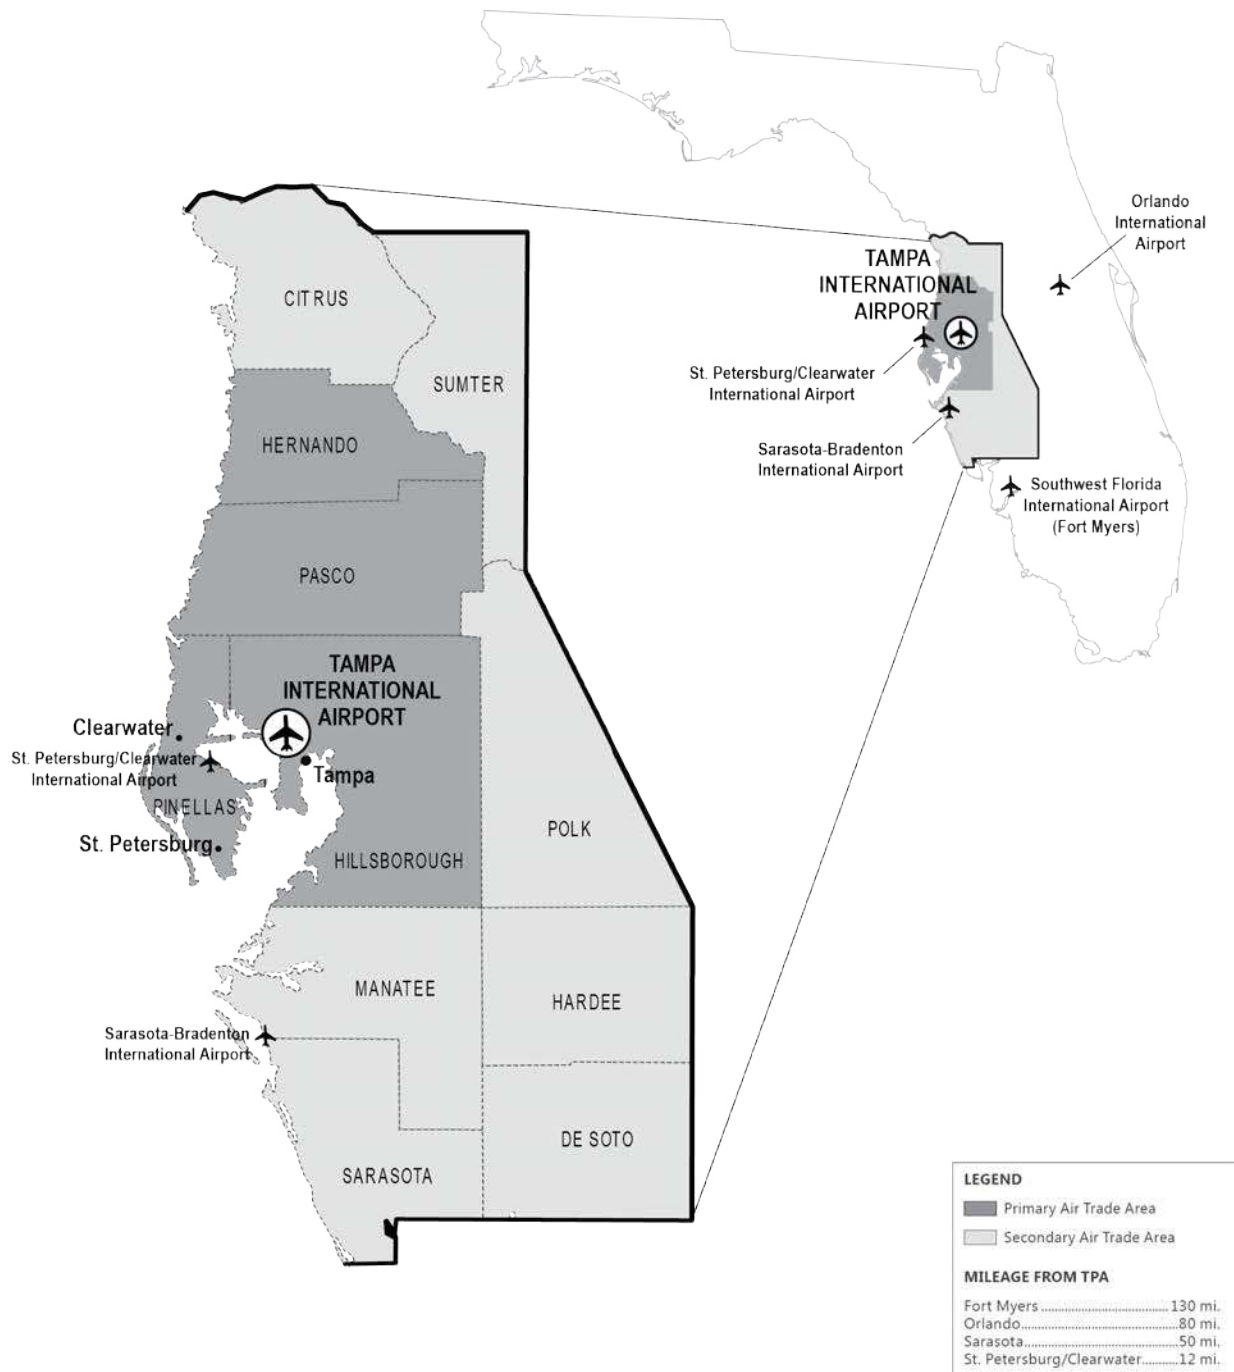 Orlando
International
Airport
TAMPA
INTERNATIONAL
AIRPORT
St. Petersburg/Clearwater
International Airport
Sarasota-Bradenton
International Airport
Southwest Florida
International Airport
(Fort Myers)
CITRUS
SUMTER
HERNANDO
PASCO
TAMPA
INTERNATIONAL
AIRPORT
Clearwater
St. Petersburg/Clearwater
International Airport
Tampa
PINELLAS
St. Petersburg
HILLSBOROUGH
POLK
MANATEE
HARDEE
Sarasota-Bradenton
International Airport
DE SOTO
SARASOTA
LEGEND
Primary Air Trade Area
Secondary Air Trade Area
MILEAGE FROM TPA
Fort Myers 130 mi.
Orlando 80 mi.
Sarasota 50 mi.
St. Petersburg/Clearwater 12 mi.